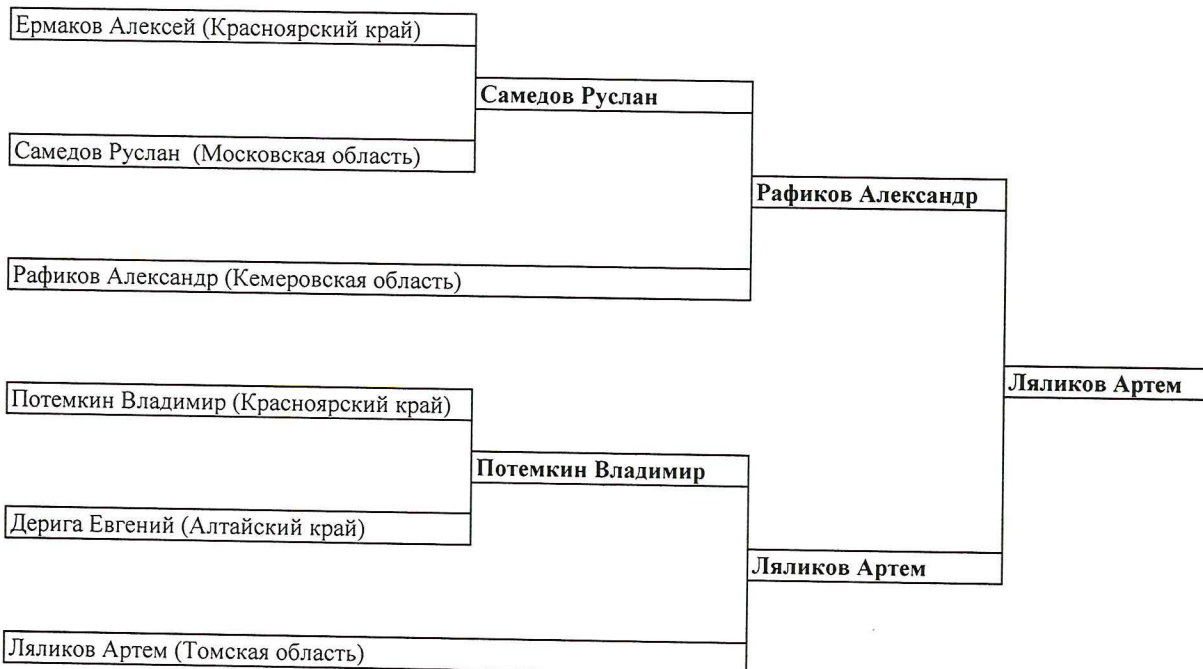 Ермаков Алексей (Красноярский край)
Самедов Руслан
Самедов Руслан (Московская область)
Рафиков Александр
Рафиков Александр (Кемеровская область)
Ляликов Артем
Потемкин Владимир (Красноярский край)
Потемкин Владимир
Дерига Евгений (Алтайский край)
Ляликов Артем
Ляликов Артем (Томская область)